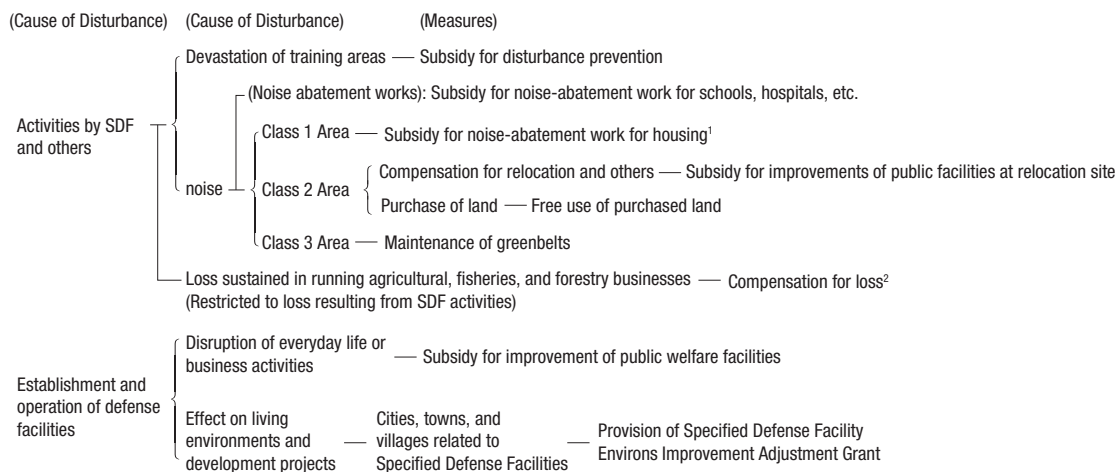 (Cause of Disturbance) (Cause of Disturbance) (Measures)
Devastation of training areas Subsidy for disturbance prevention
(Noise abatement works): Subsidy for noise-abatement work for schools, hospitals, etc.
Activities by SDF
and others
noise
Class 1 Area Subsidy for noise-abatement work for housing¹
Class 2 Area
Compensation for relocation and others Subsidy for improvements of public facilities at relocation site
Purchase of land Free use of purchased land
Class 3 Area Maintenance of greenbelts
Loss sustained in running agricultural, fisheries, and forestry businesses Compensation for loss²
(Restricted to loss resulting from SDF activities)
Establishment and
operation of defense
facilities
Disruption of everyday life or
business activities
Subsidy for improvement of public welfare facilities
Effect on living
environments and
development projects
Cities, towns, and
villages related to
Specified Defense Facilities
Provision of Specified Defense Facility
Environs Improvement Adjustment Grant